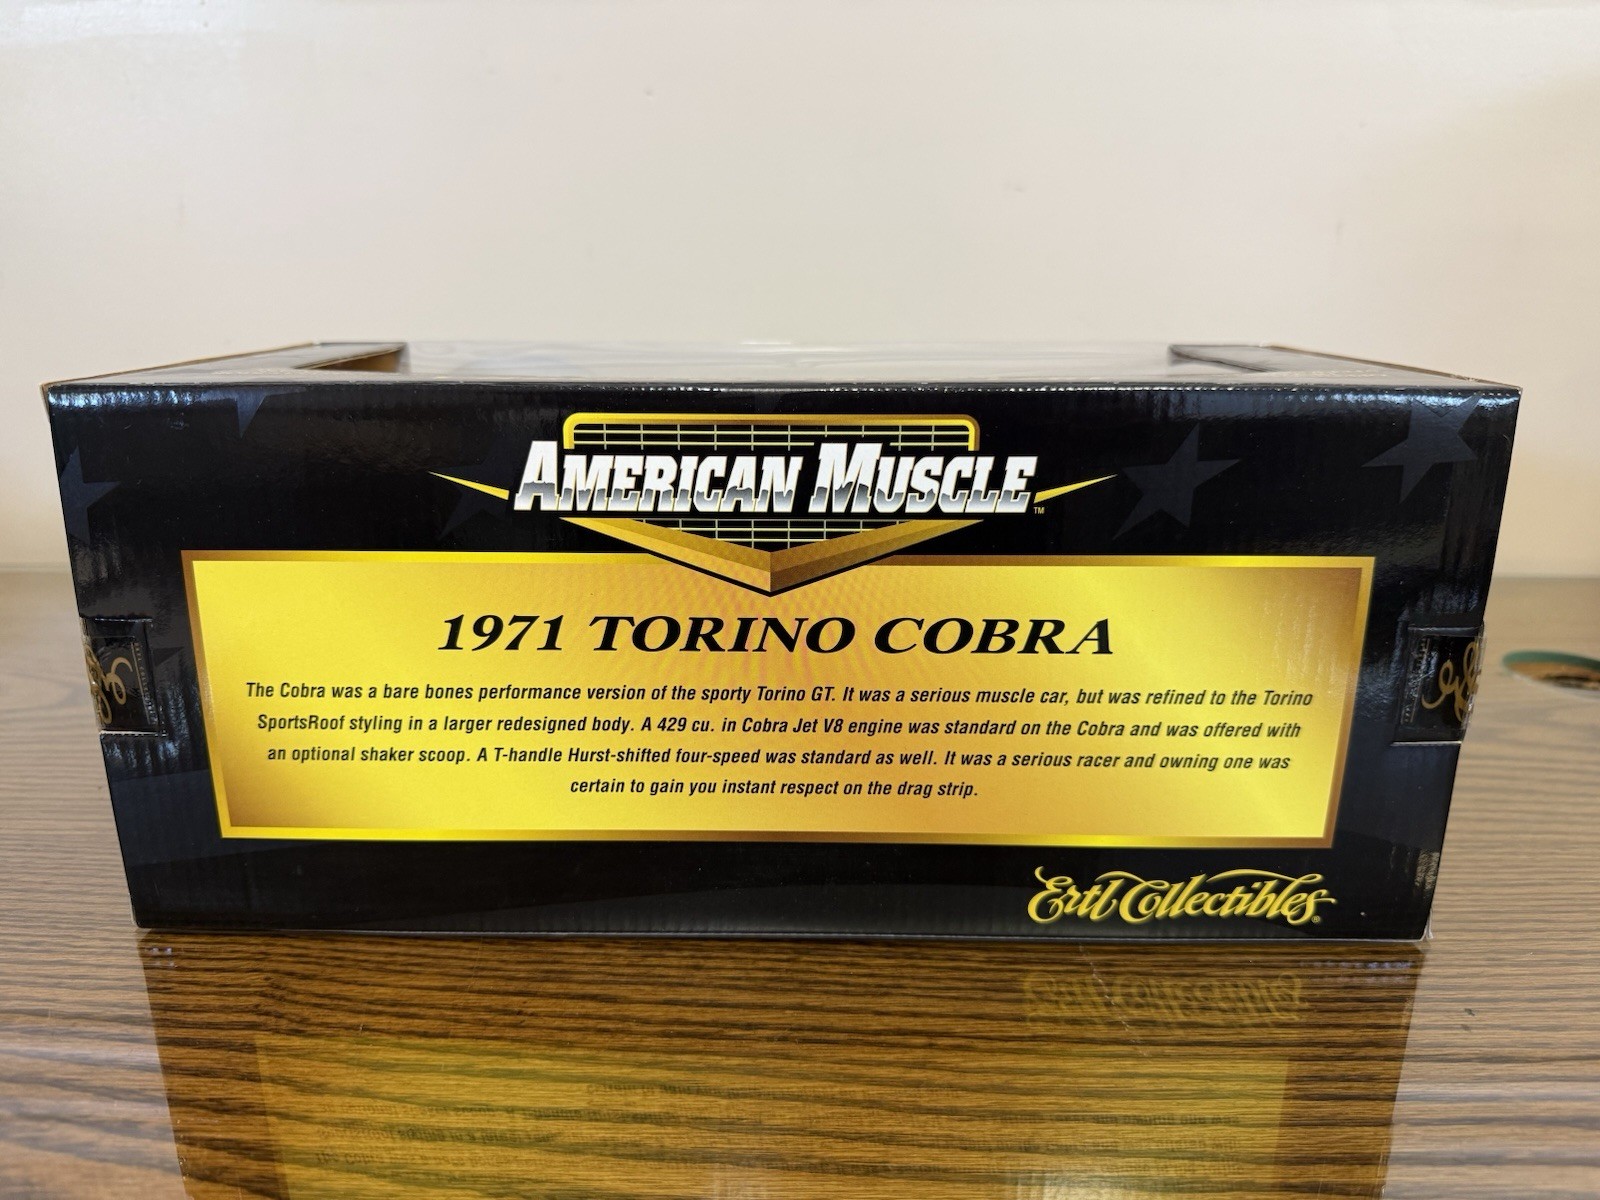 AMERICAN MUSCLE™
1971 TORINO COBRA
The Cobra was a bare bones performance version of the sporty Torino GT. It was a serious muscle car, but was refined to the Torino
SportsRoof styling in a larger redesigned body. A 429 cu. in Cobra Jet V8 engine was standard on the Cobra and was offered with
an optional shaker scoop. A T-handle Hurst-shifted four-speed was standard as well. It was a serious racer and owning one was
certain to gain you instant respect on the drag strip.
Ertl Collectibles®